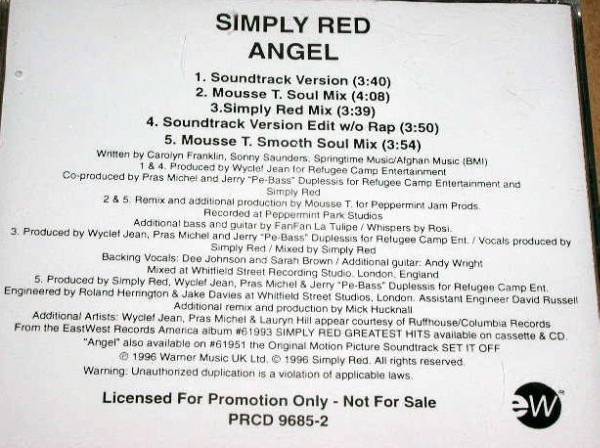 SIMPLY RED
ANGEL
1. Soundtrack Version (3:40)
2. Mousse T. Soul Mix (4:08)
3.Simply Red Mix (3:39)
4. Soundtrack Version Edit w/o Rap (3:50)
5. Mousse T. Smooth Soul Mix (3:54)
Written by Carolyn Franklin, Sonny Saunders, Springtime Music/Afghan Music (BMI)
1 & 4. Produced by Wyclef Jean for Refugee Camp Entertainment
Co-produced by Pras Michel and Jerry "Pe-Bass" Duplessis for Refugee Camp Entertainment and
Simply Red
2 & 5. Remix and additional production by Mousse T. for Peppermint Jam Prods.
Recorded at Peppermint Park Studios
Additional bass and guitar by FanFan La Tulipe / Whispers by Rosi.
3. Produced by Wyclef Jean, Pras Michel and Jerry "Pe-Bass" Duplessis for Refugee Camp Ent. / Vocals produced by
Simply Red / Mixed by Simply Red
Backing Vocals: Dee Johnson and Sarah Brown / Additional guitar: Andy Wright
Mixed at Whitfield Street Recording Studio, London, England
5. Produced by Simply Red, Wyclef Jean, Pras Michel & Jerry "Pe-Bass" Duplessis for Refugee Camp Ent.
Engineered by Roland Herrington & Jake Davies at Whitfield Street Studios, London. Assistant Engineer David Russell
Additional remix and production by Mick Hucknall
Additional Artists: Wyclef Jean, Pras Michel & Lauryn Hill appear courtesy of Ruffhouse/Columbia Records
From the EastWest Records America album #61993 SIMPLY RED GREATEST HITS available on cassette & CD.
"Angel" also available on #61951 the Original Motion Picture Soundtrack SET IT OFF
℗ 1996 Warner Music UK Ltd. © 1996 Simply Red. All rights reserved.
Warning: Unauthorized duplication is a violation of applicable laws.
Licensed For Promotion Only - Not For Sale
PRCD 9685-2
ew